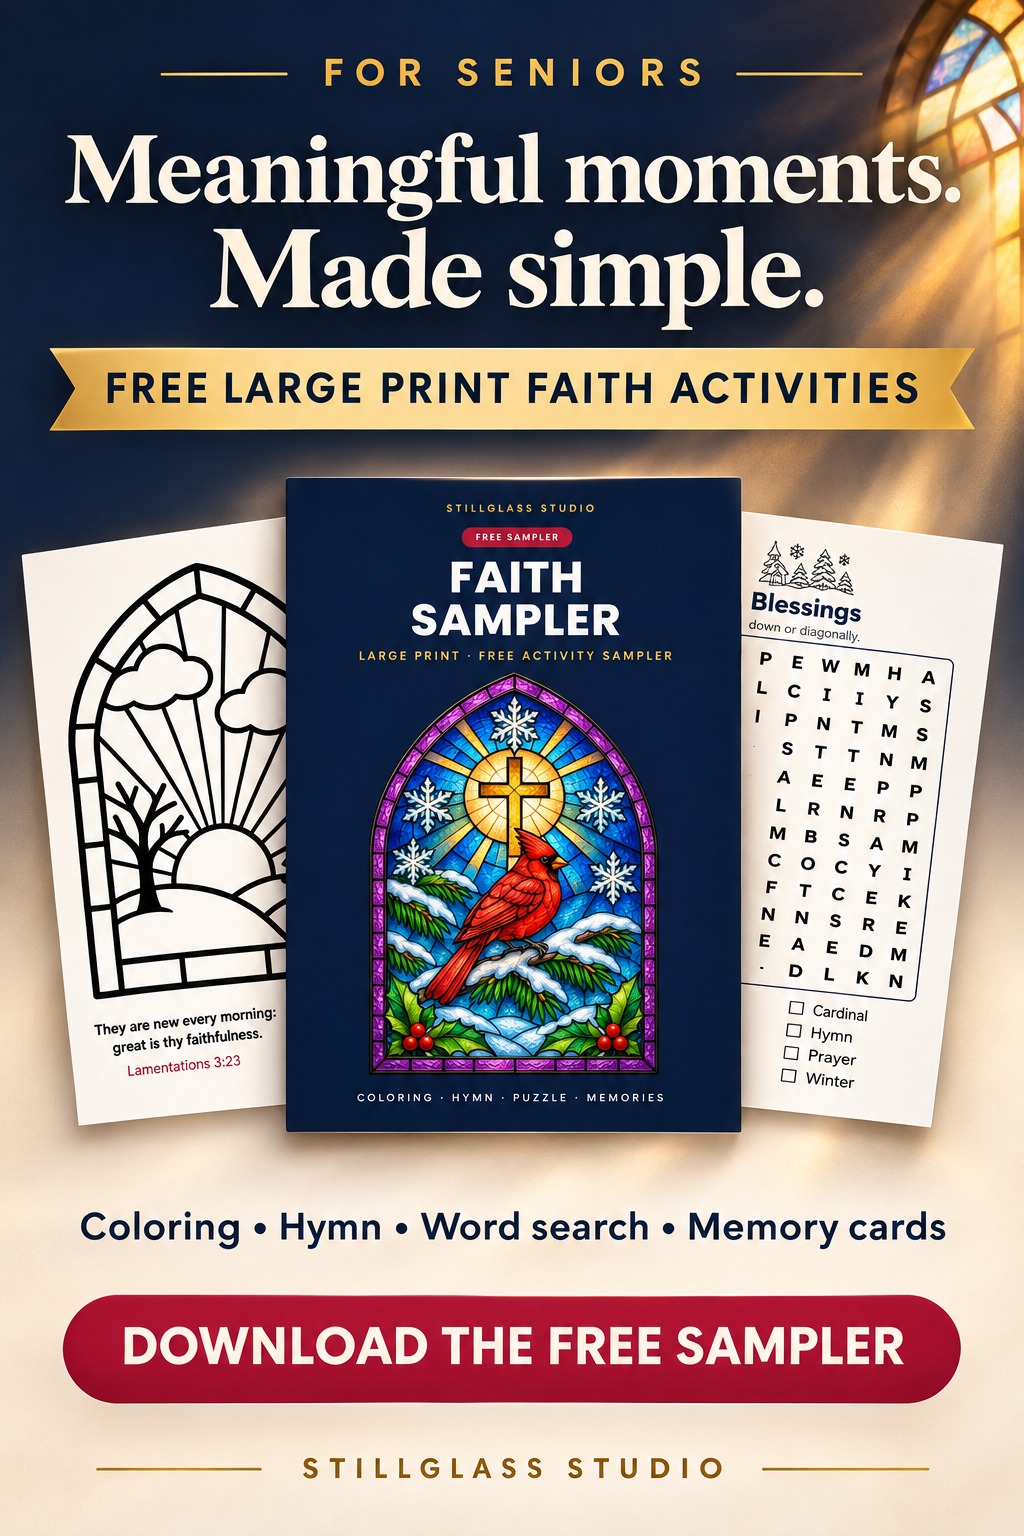 FOR SENIORS
Meaningful moments.
Made simple.
FREE LARGE PRINT FAITH ACTIVITIES
STILLGLASS STUDIO
FREE SAMPLER
FAITH
SAMPLER
LARGE PRINT · FREE ACTIVITY SAMPLER
COLORING · HYMN · PUZZLE · MEMORIES
They are new every morning:
great is thy faithfulness.
Lamentations 3:23
Blessings
down or diagonally.
P E W M H A
L C I I Y S
I P N T M S
S T T N M
A E E P P
L R N R P
M B S A M
C O C Y I
F T C E K
N N S R E
E A E D M
D L K N
Cardinal
Hymn
Prayer
Winter
Coloring • Hymn • Word search • Memory cards
DOWNLOAD THE FREE SAMPLER
STILLGLASS STUDIO